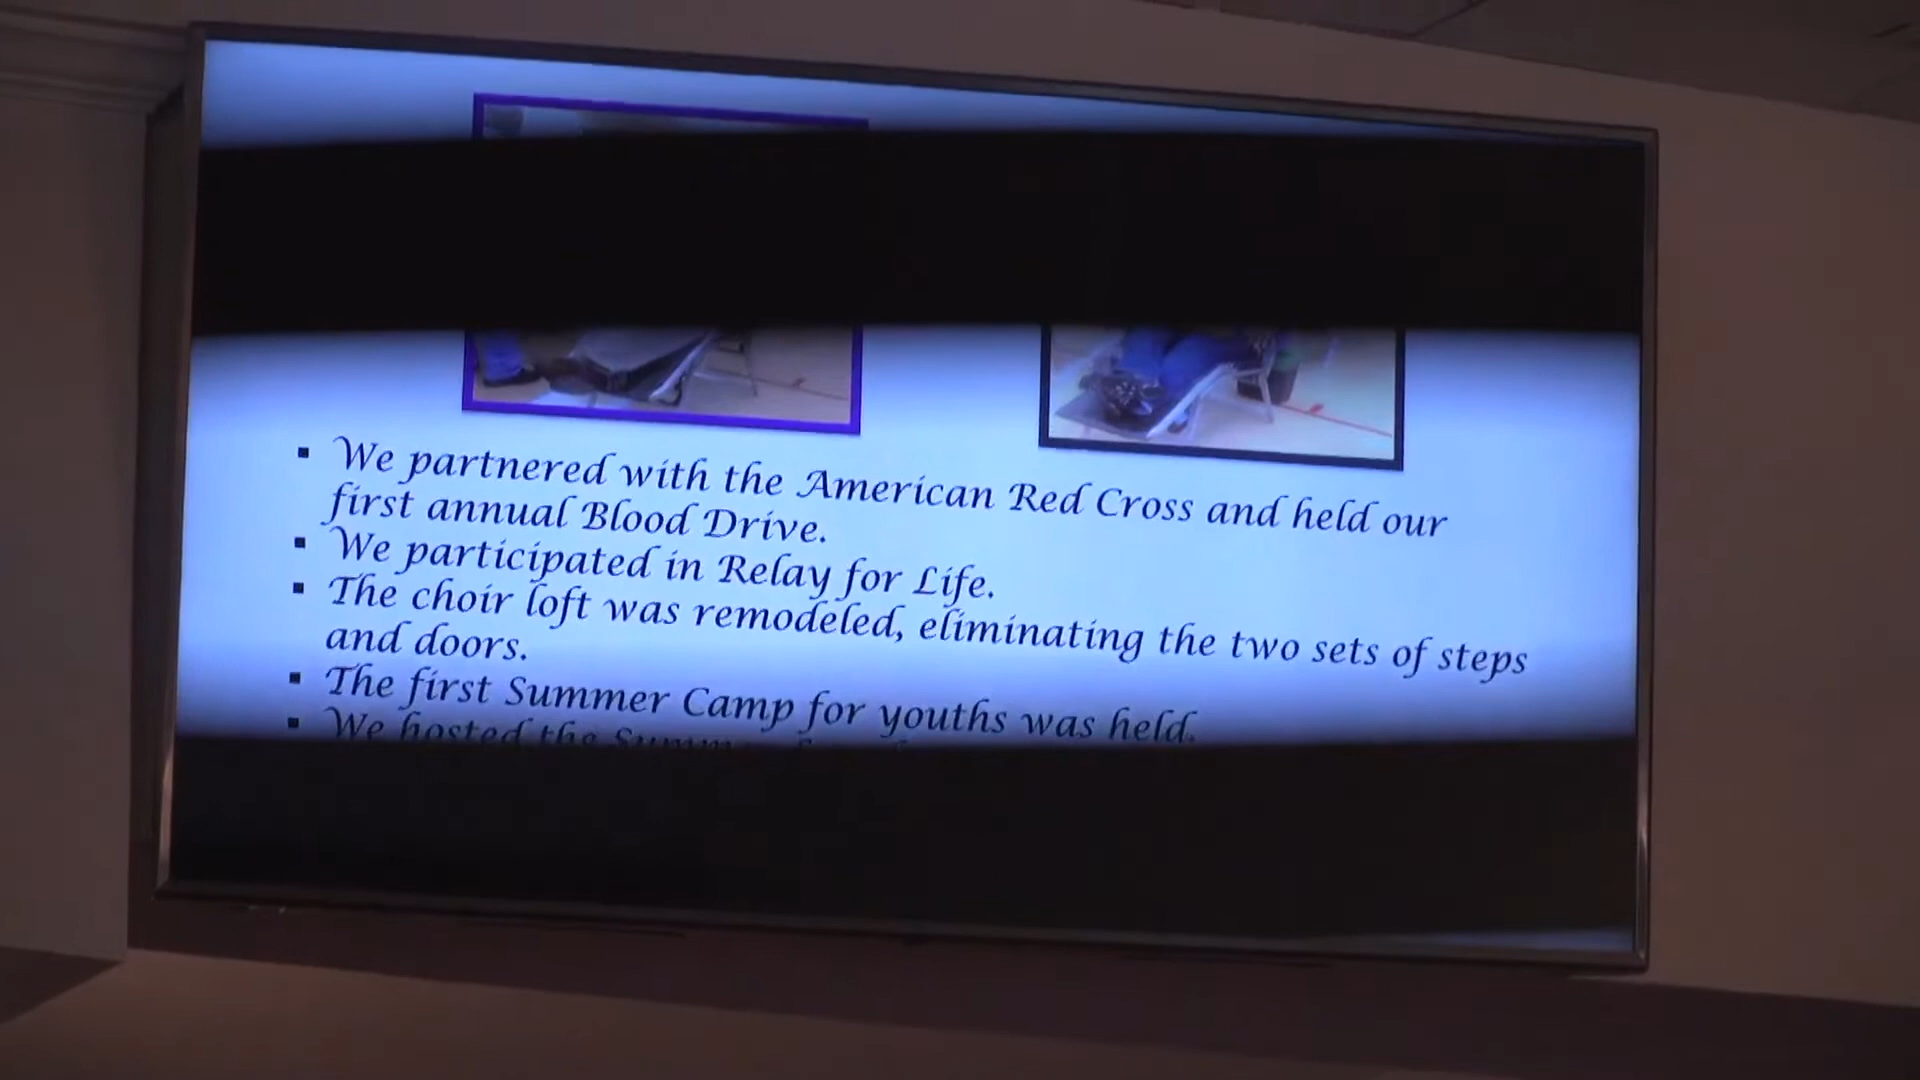 ▪ We partnered with the American Red Cross and held our
first annual Blood Drive.
▪ We participated in Relay for Life.
▪ The choir loft was remodeled, eliminating the two sets of steps
and doors.
▪ The first Summer Camp for youths was held.
▪ We hosted the